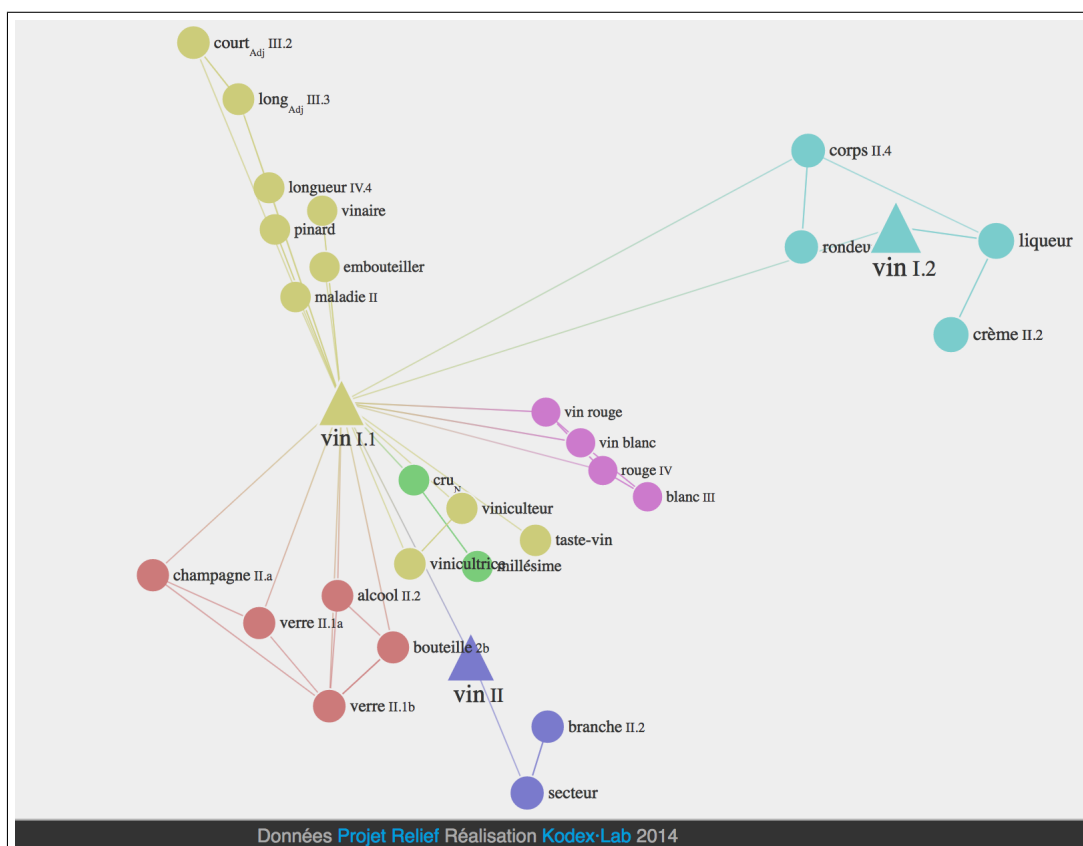 court Adj III.2
long Adj III.3
corps II.4
longueur IV.4
vinaire
pinard
liqueur
rondeu
vin I.2
embouteiller
maladie II
crème II.2
vin rouge
vin I.1
vin blanc
rouge IV
cru N
blanc III
viniculteur
taste-vin
vinicultrice
millésime
champagne II.a
alcool II.2
verre II.1a
bouteille 2b
vin II
verre II.1b
branche II.2
secteur
Données Projet Relief Réalisation Kodex·Lab 2014